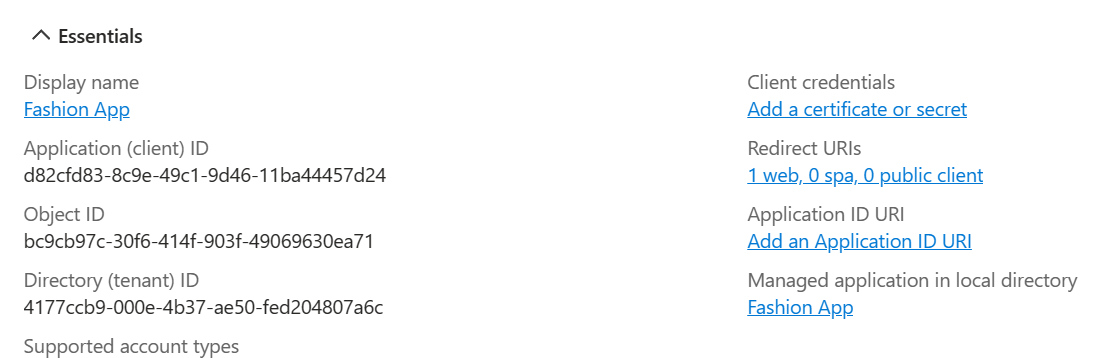 Essentials
Display name
Fashion App
Application (client) ID
d82cfd83-8c9e-49c1-9d46-11ba44457d24
Object ID
bc9cb97c-30f6-414f-903f-49069630ea71
Directory (tenant) ID
4177ccb9-000e-4b37-ae50-fed204807a6c
Supported account types
Client credentials
Add a certificate or secret
Redirect URIs
1 web, 0 spa, 0 public client
Application ID URI
Add an Application ID URI
Managed application in local directory
Fashion App